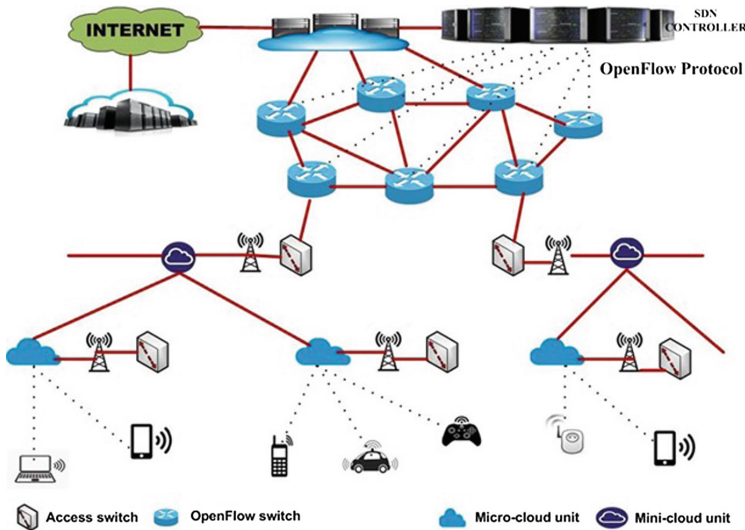 INTERNET
SDN
CONTROLLER
OpenFlow Protocol
Access switch
OpenFlow switch
Micro-cloud unit
Mini-cloud unit